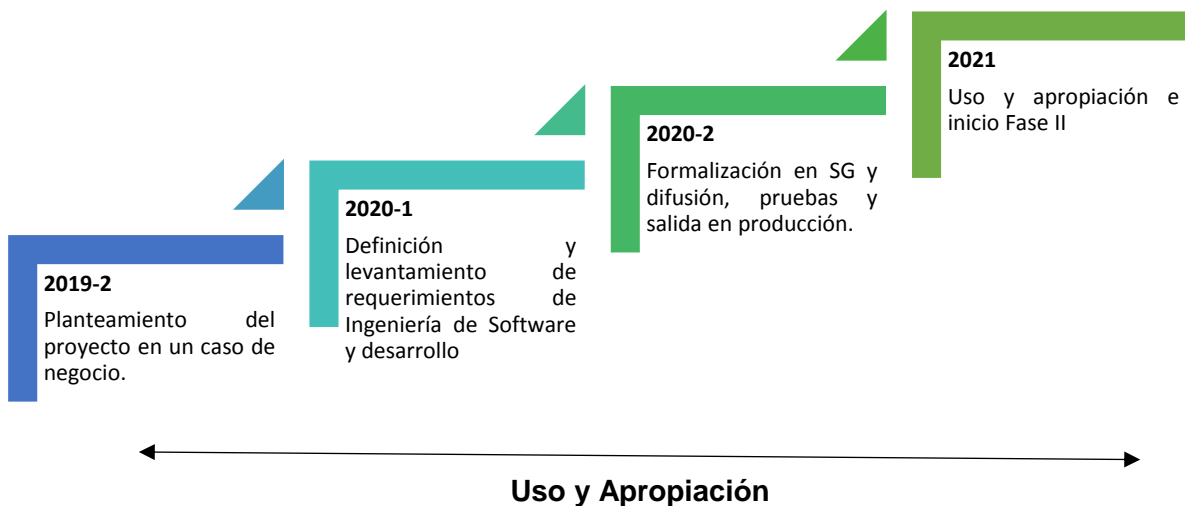 2019-2
Planteamiento del
proyecto en un caso de
negocio.
2020-1
Definición y
levantamiento de
requerimientos de
Ingeniería de Software
y desarrollo
2020-2
Formalización en SG y
difusión, pruebas y
salida en producción.
2021
Uso y apropiación e
inicio Fase II
Uso y Apropiación